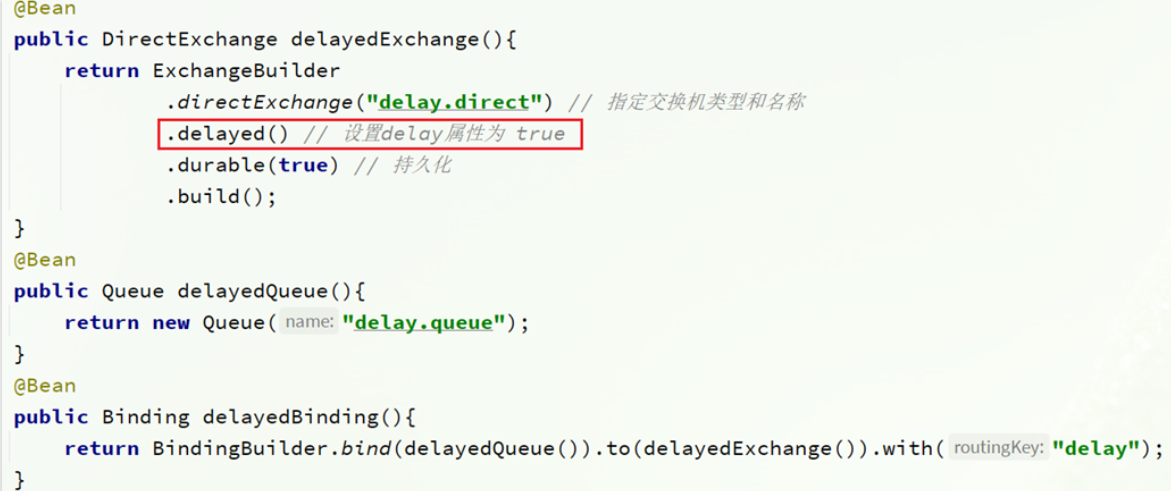 @Bean
public DirectExchange delayedExchange(){
return ExchangeBuilder
.directExchange("delay.direct") // 指定交换机类型和名称
.delayed() // 设置delay属性为 true
.durable(true) // 持久化
.build();
}
@Bean
public Queue delayedQueue(){
return new Queue( name: "delay.queue");
}
@Bean
public Binding delayedBinding(){
return BindingBuilder.bind(delayedQueue()).to(delayedExchange()).with( routingKey: "delay");
}